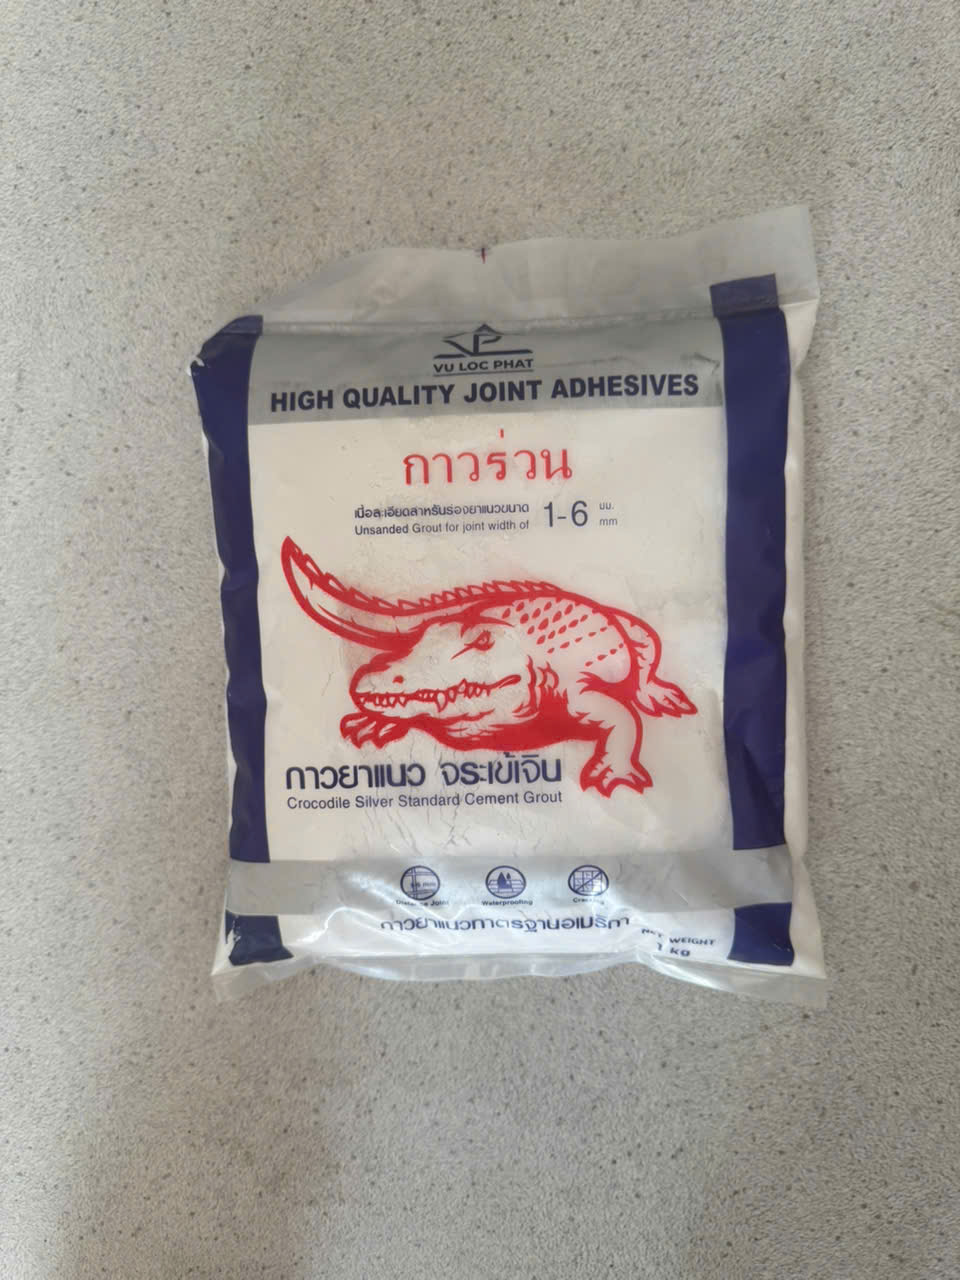 VU LOC PHAT
HIGH QUALITY JOINT ADHESIVES
กาวร่วน
เนื้อละเอียดสำหรับร่องยาแนวขนาด 1-6 มม.
Unsanded Grout for joint width of mm
กาวยาแนว จระเข้เงิน
Crocodile Silver Standard Cement Grout
1-6 mm
Distance Joint Waterproofing
กาวยาแนวมาตรฐานอเมริกา
NET WEIGHT
1 kg